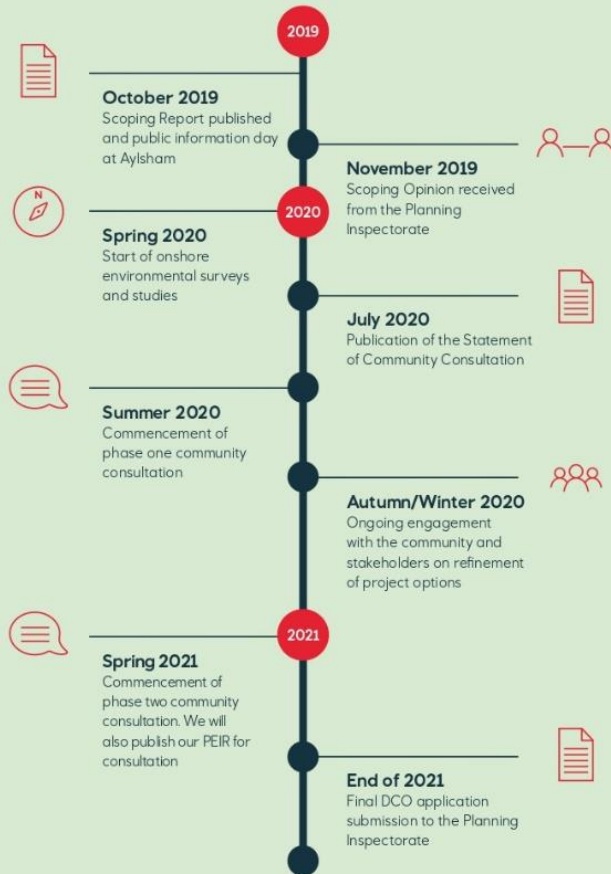 2019
October 2019
Scoping Report published
and public information day
at Aylsham
November 2019
Scoping Opinion received
from the Planning
Inspectorate
N
2020
Spring 2020
Start of onshore
environmental surveys
and studies
July 2020
Publication of the Statement
of Community Consultation
Summer 2020
Commencement of
phase one community
consultation
Autumn/Winter 2020
Ongoing engagement
with the community and
stakeholders on refinement
of project options
2021
Spring 2021
Commencement of
phase two community
consultation. We will
also publish our PEIR for
consultation
End of 2021
Final DCO application
submission to the Planning
Inspectorate